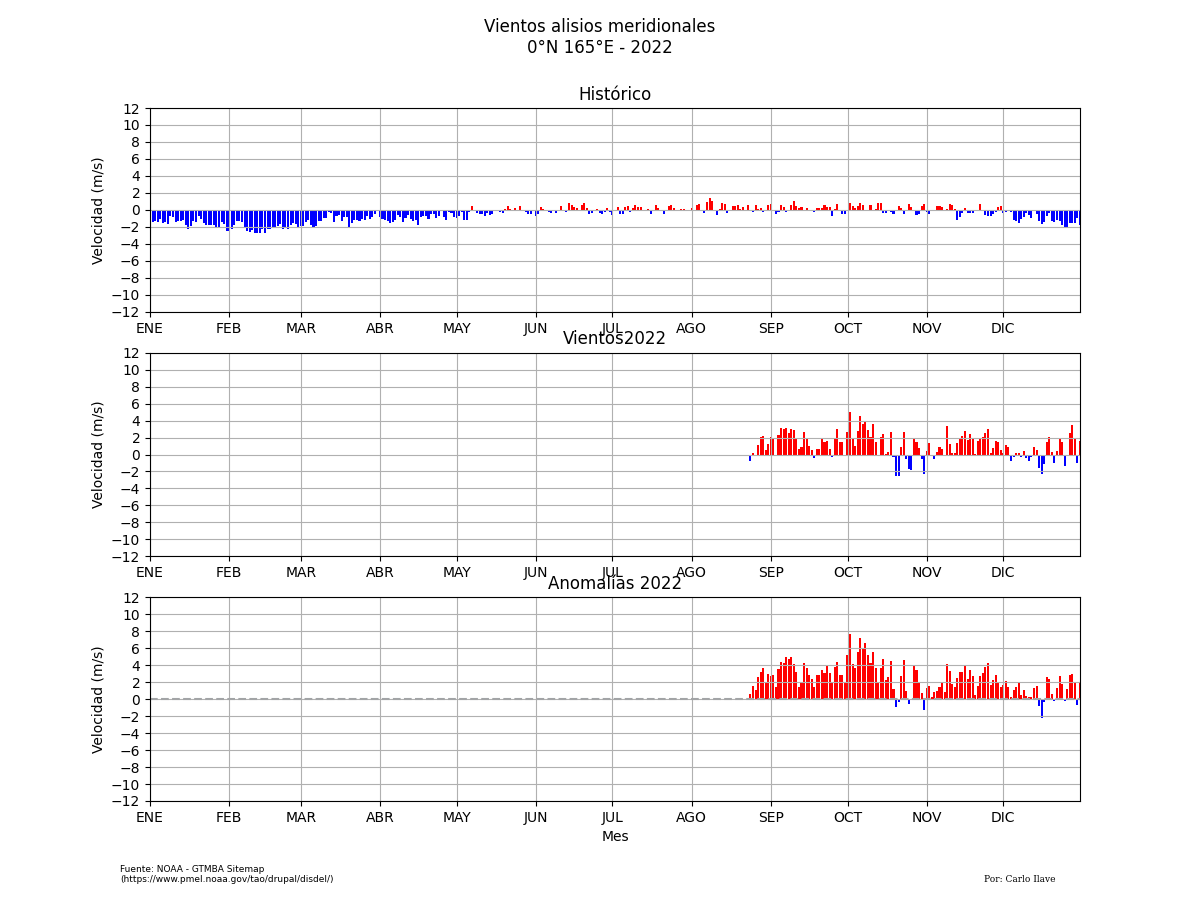 Vientos alisios meridionales
0°N 165°E - 2022
Histórico
12
10
8
6
4
2
0
−2
−4
−6
−8
−10
−12
Velocidad (m/s)
ENE FEB MAR ABR MAY JUN JUL AGO SEP OCT NOV DIC
Vientos2022
12
10
8
6
4
2
0
−2
−4
−6
−8
−10
−12
Velocidad (m/s)
ENE FEB MAR ABR MAY JUN JUL AGO SEP OCT NOV DIC
Anomalías 2022
12
10
8
6
4
2
0
−2
−4
−6
−8
−10
−12
Velocidad (m/s)
ENE FEB MAR ABR MAY JUN JUL AGO SEP OCT NOV DIC
Mes
Fuente: NOAA - GTMBA Sitemap
(https://www.pmel.noaa.gov/tao/drupal/disdel/)
Por: Carlo Ilave